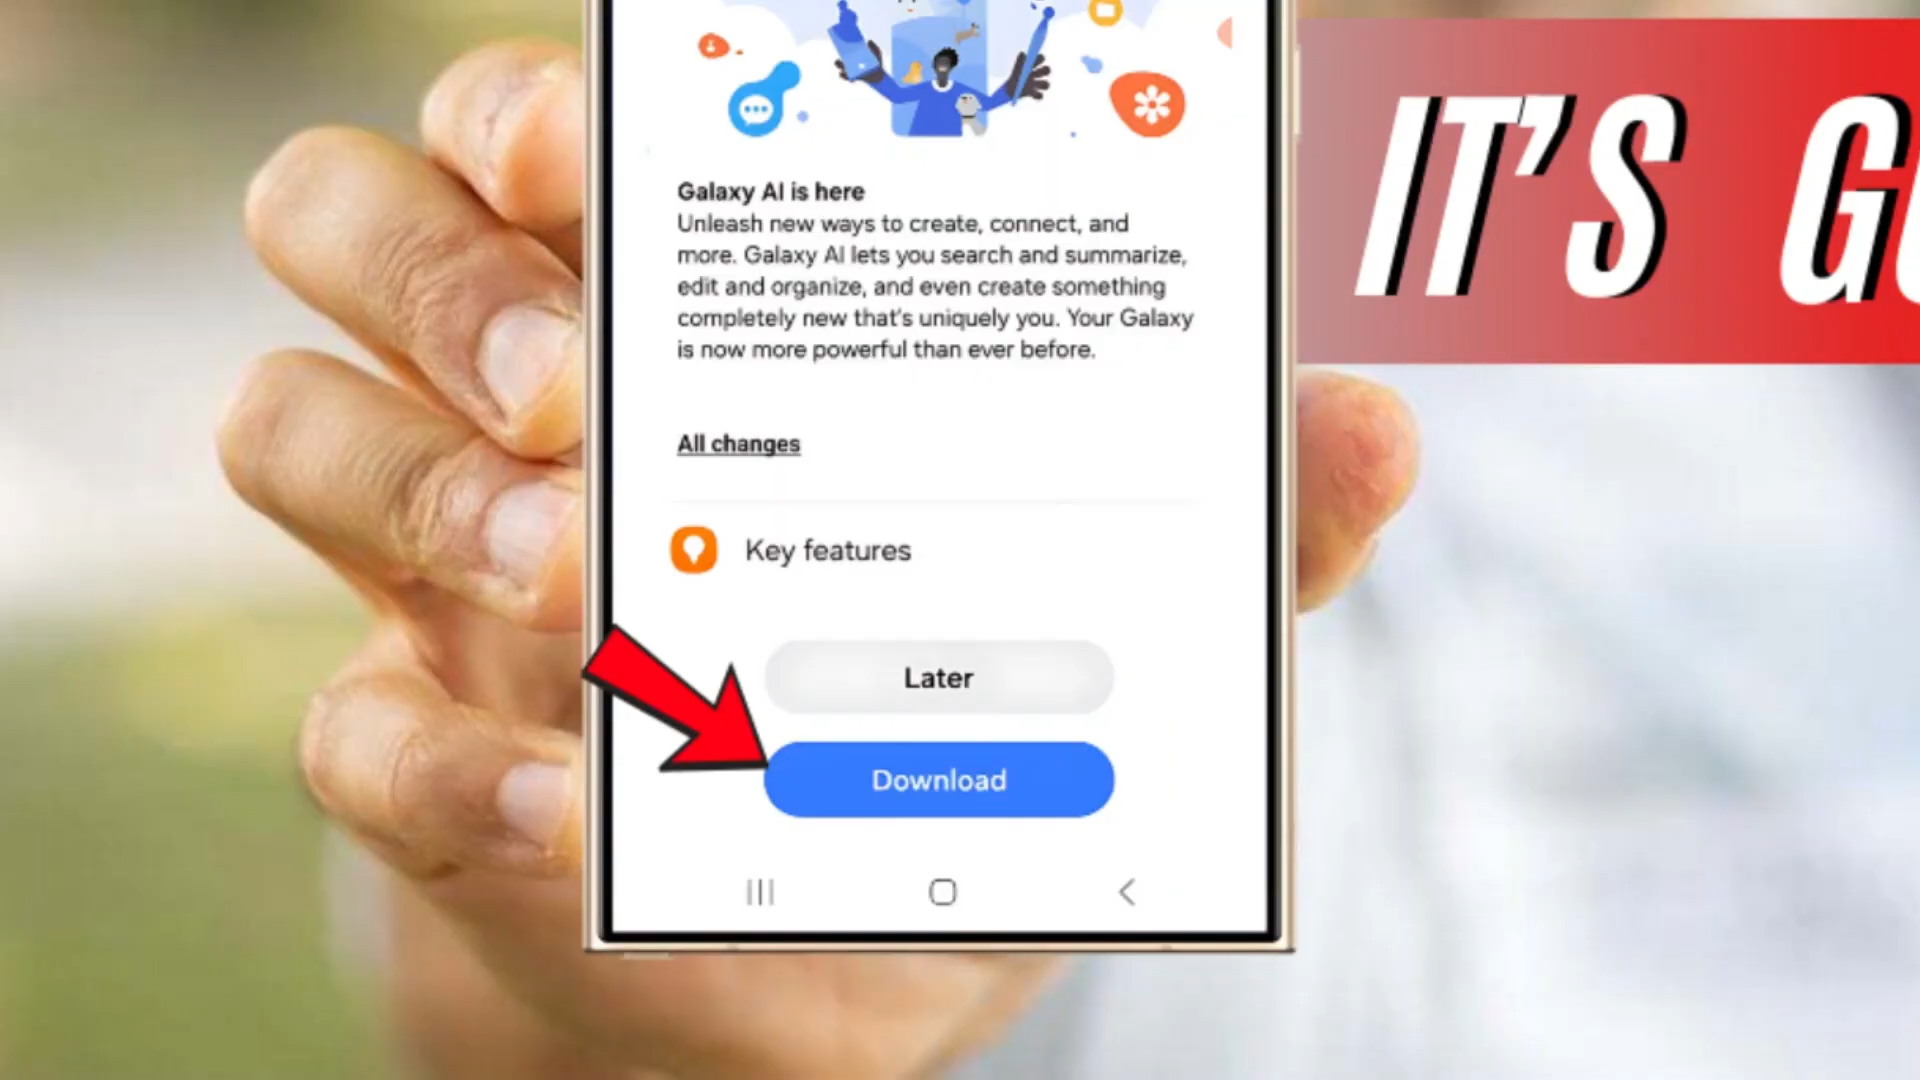 IT'S
Galaxy AI is here
Unleash new ways to create, connect, and
more. Galaxy AI lets you search and summarize,
edit and organize, and even create something
completely new that's uniquely you. Your Galaxy
is now more powerful than ever before.
All changes
Key features
Later
Download